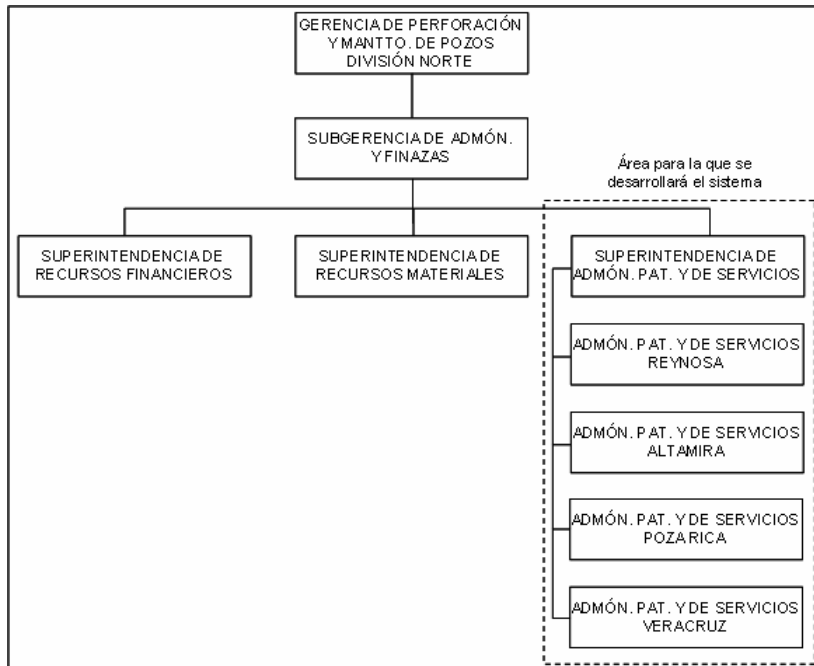 GERENCIA DE PERFORACIÓN
Y MANTTO. DE POZOS
DIVISIÓN NORTE
SUBGERENCIA DE ADMÓN.
Y FINAZAS
Área para la que se
desarrollará el sistema
SUPERINTENDENCIA DE
RECURSOS FINANCIEROS
SUPERINTENDENCIA DE
RECURSOS MATERIALES
SUPERINTENDENCIA DE
ADMÓN. PAT. Y DE SERVICIOS
ADMÓN. PAT. Y DE SERVICIOS
REYNOSA
ADMÓN. PAT. Y DE SERVICIOS
ALTAMIRA
ADMÓN. PAT. Y DE SERVICIOS
POZA RICA
ADMÓN. PAT. Y DE SERVICIOS
VERACRUZ